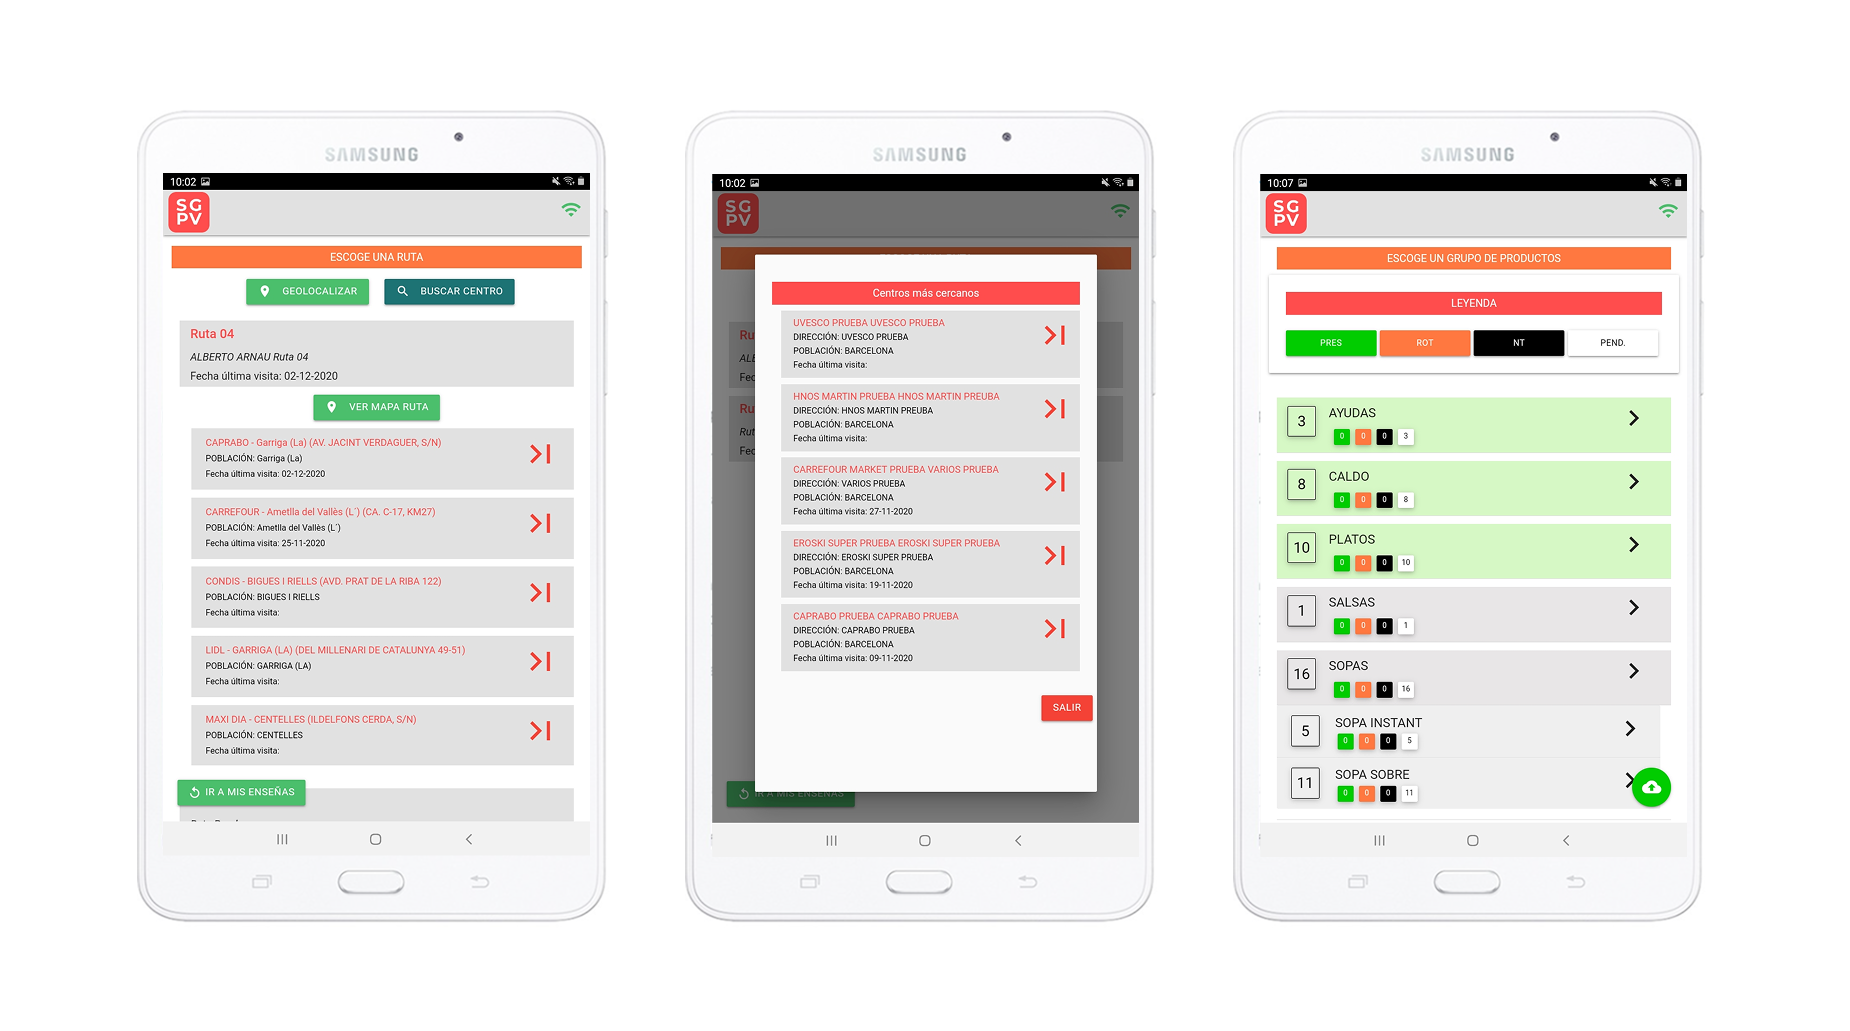 SAMSUNG
10:02
SG
PV
ESCOGE UNA RUTA
GEOLOCALIZAR
BUSCAR CENTRO
Ruta 04
ALBERTO ARNAU Ruta 04
Fecha última visita: 02-12-2020
VER MAPA RUTA
CAPRABO - Garriga (La) (AV. JACINT VERDAGUER, S/N)
POBLACIÓN: Garriga (La)
Fecha última visita: 02-12-2020
CARREFOUR - Ametlla del Vallès (L´) (CA. C-17, KM27)
POBLACIÓN: Ametlla del Vallès (L´)
Fecha última visita: 25-11-2020
CONDIS - BIGUES I RIELLS (AVD. PRAT DE LA RIBA 122)
POBLACIÓN: BIGUES I RIELLS
Fecha última visita:
LIDL - GARRIGA (LA) (DEL MILLENARI DE CATALUNYA 49-51)
POBLACIÓN: GARRIGA (LA)
Fecha última visita:
MAXI DIA - CENTELLES (ILDELFONS CERDA, S/N)
POBLACIÓN: CENTELLES
Fecha última visita:
IR A MIS ENSEÑAS
SAMSUNG
10:02
SG
PV
Centros más cercanos
UVESCO PRUEBA UVESCO PRUEBA
DIRECCIÓN: UVESCO PRUEBA
POBLACIÓN: BARCELONA
Fecha última visita:
HNOS MARTIN PRUEBA HNOS MARTIN PREUBA
DIRECCIÓN: HNOS MARTIN PREUBA
POBLACIÓN: BARCELONA
Fecha última visita:
CARREFOUR MARKET PRUEBA VARIOS PRUEBA
DIRECCIÓN: VARIOS PRUEBA
POBLACIÓN: BARCELONA
Fecha última visita: 27-11-2020
EROSKI SUPER PRUEBA EROSKI SUPER PRUEBA
DIRECCIÓN: EROSKI SUPER PRUEBA
POBLACIÓN: BARCELONA
Fecha última visita: 19-11-2020
CAPRABO PRUEBA CAPRABO PRUEBA
DIRECCIÓN: CAPRABO PRUEBA
POBLACIÓN: BARCELONA
Fecha última visita: 09-11-2020
SALIR
IR A MIS ENSEÑAS
SAMSUNG
10:07
SG
PV
ESCOGE UN GRUPO DE PRODUCTOS
LEYENDA
PRES
ROT
NT
PEND.
3 AYUDAS
0 0 0 3
8 CALDO
0 0 0 8
10 PLATOS
0 0 0 10
1 SALSAS
0 0 0 1
16 SOPAS
0 0 0 16
5 SOPA INSTANT
0 0 0 5
11 SOPA SOBRE
0 0 0 11